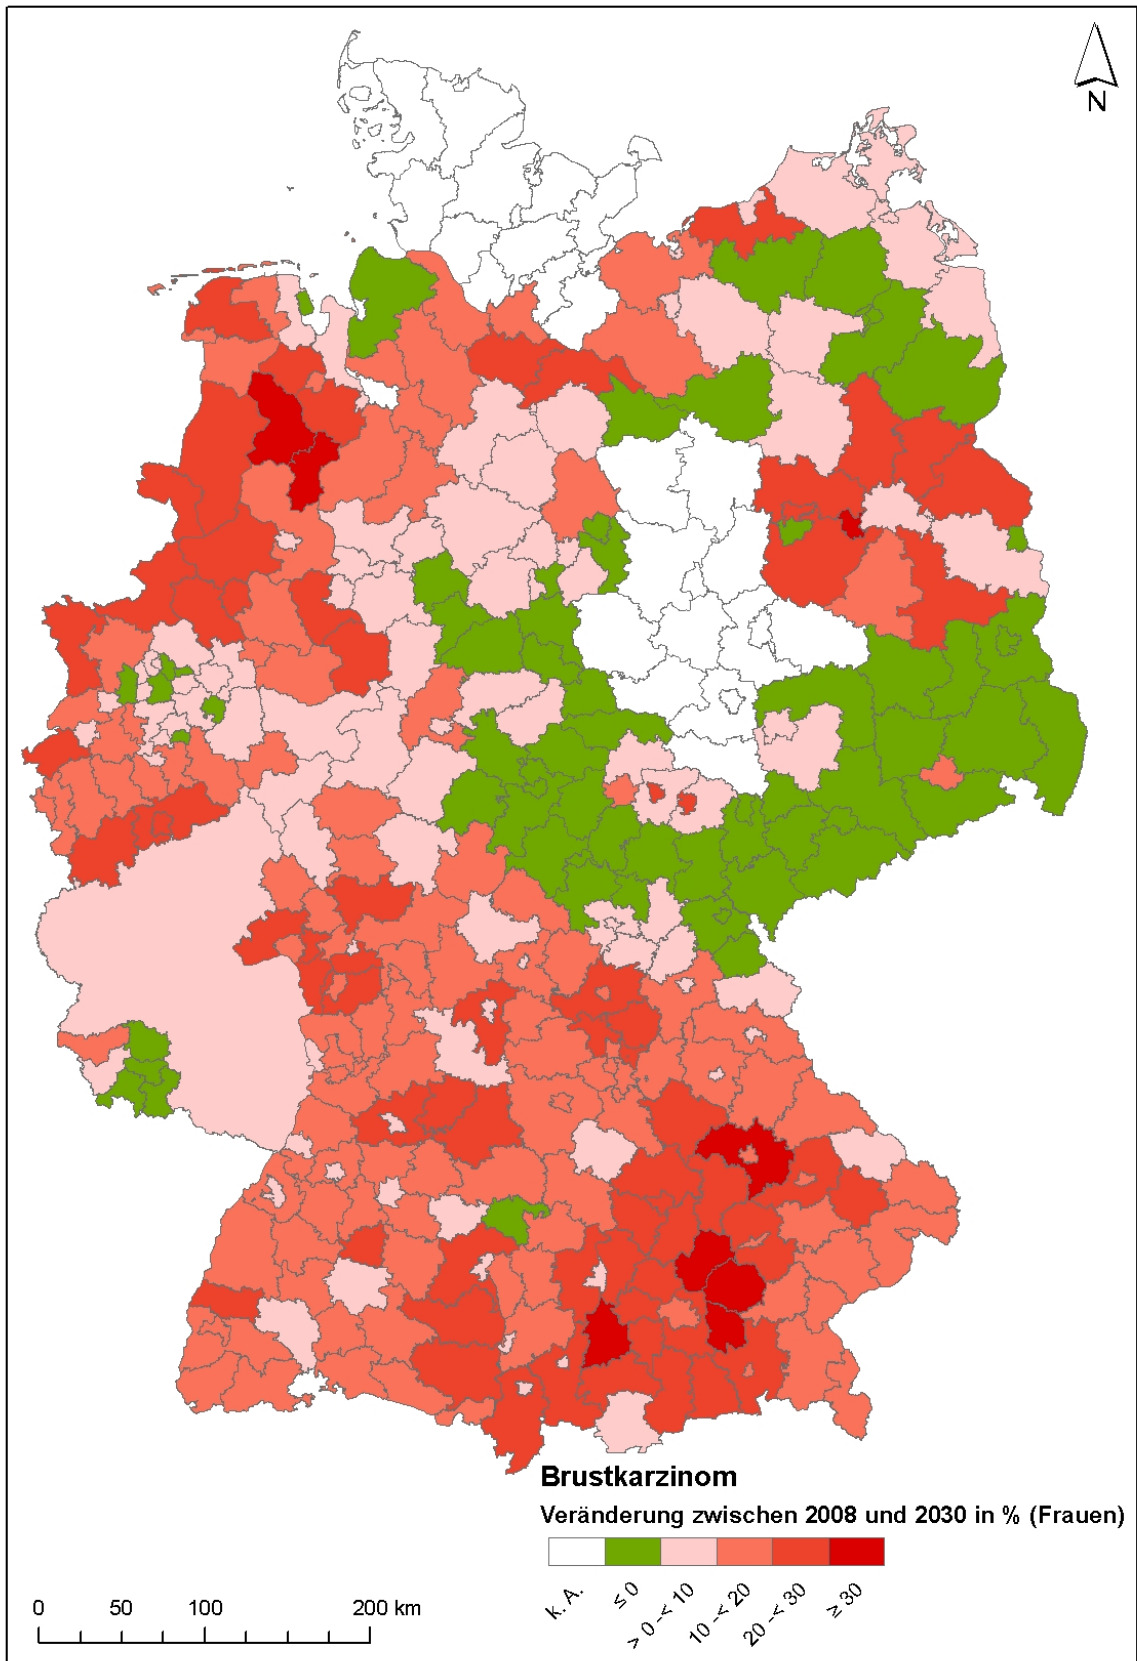 N
Brustkarzinom
Veränderung zwischen 2008 und 2030 in % (Frauen)
k. A.
≤ 0
> 0 -< 10
10 -< 20
20 -< 30
≥ 30
0 50 100 200 km